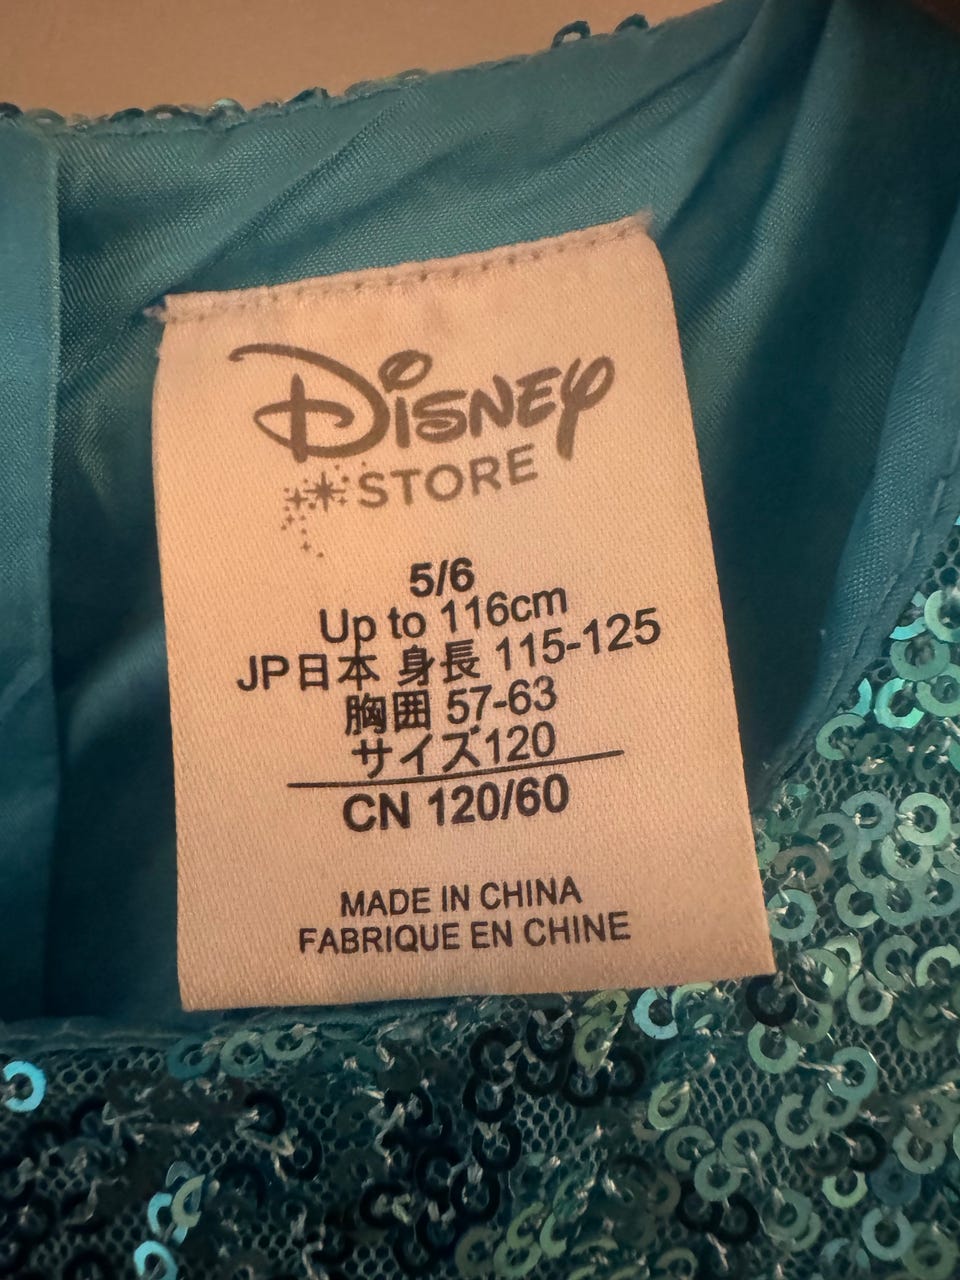 Disney
STORE
5/6
Up to 116cm
JP日本 身長 115-125
胸囲 57-63
サイズ120
CN 120/60
MADE IN CHINA
FABRIQUE EN CHINE